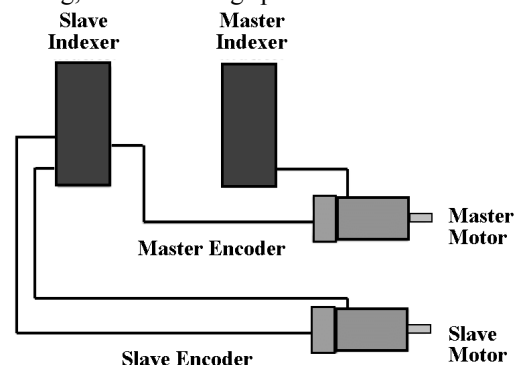 Slave
Indexer
Master
Indexer
Master
Motor
Master Encoder
Slave
Motor
Slave Encoder